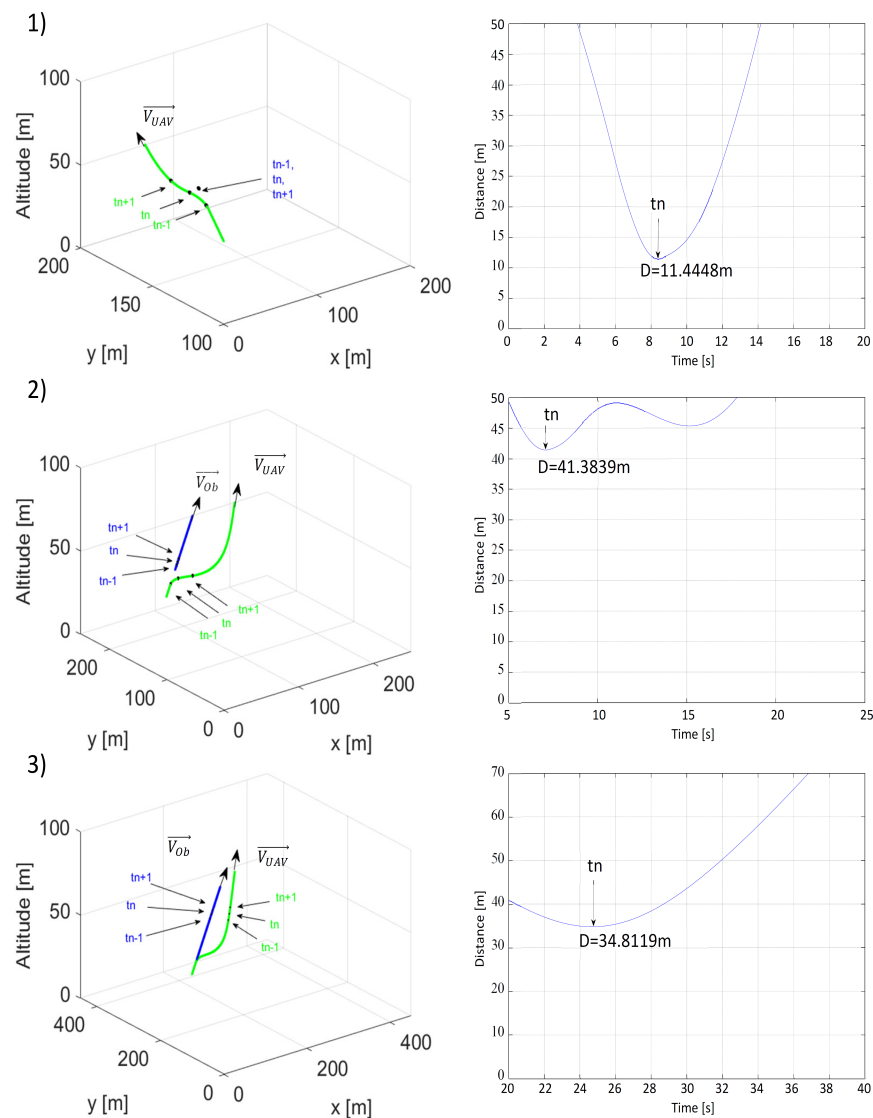 1)
100
50
0
Altitude [m]
200
150
100
y [m]
0
100
200
x [m]
V_UAV
tn+1
tn
tn-1
tn-1,
tn,
tn+1
50
45
40
35
30
25
20
15
10
5
0
Distance [m]
tn
D=11.4448m
0 2 4 6 8 10 12 14 16 18 20
Time [s]
2)
100
50
0
Altitude [m]
200
100
0
y [m]
0
100
200
x [m]
V_Ob
V_UAV
tn+1
tn
tn-1
tn+1
tn
tn-1
50
45
40
35
30
25
20
15
10
5
0
Distance [m]
tn
D=41.3839m
5 10 15 20 25
Time [s]
3)
100
50
0
Altitude [m]
400
200
0
y [m]
0
200
400
x [m]
V_Ob
V_UAV
tn+1
tn
tn-1
tn+1
tn
tn-1
70
60
50
40
30
20
10
0
Distance [m]
tn
D=34.8119m
20 22 24 26 28 30 32 34 36 38 40
Time [s]